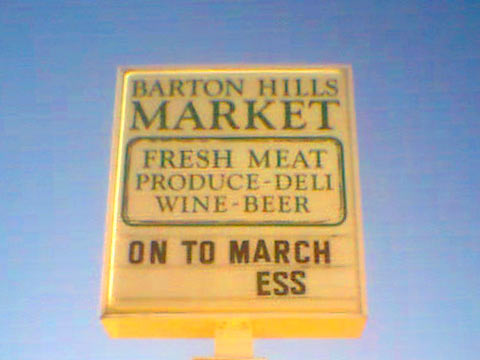 BARTON HILLS
MARKET
FRESH MEAT
PRODUCE-DELI
WINE-BEER
ON TO MARCH
ESS